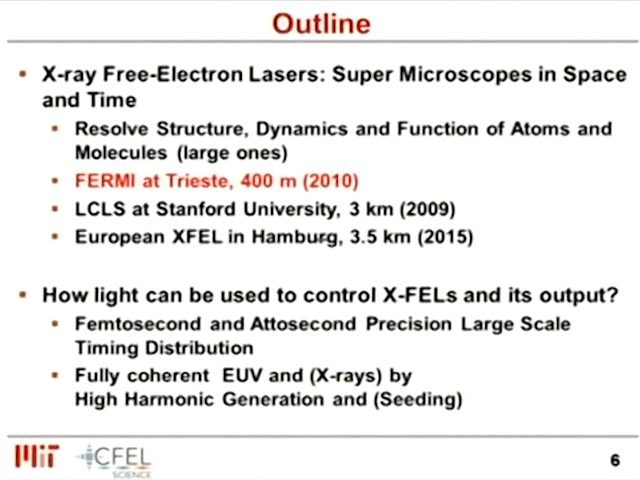 Outline
• X-ray Free-Electron Lasers: Super Microscopes in Space
and Time
• Resolve Structure, Dynamics and Function of Atoms and
Molecules (large ones)
• FERMI at Trieste, 400 m (2010)
• LCLS at Stanford University, 3 km (2009)
• European XFEL in Hamburg, 3.5 km (2015)
• How light can be used to control X-FELs and its output?
• Femtosecond and Attosecond Precision Large Scale
Timing Distribution
• Fully coherent EUV and (X-rays) by
High Harmonic Generation and (Seeding)
MIT CFEL
SCIENCE
6